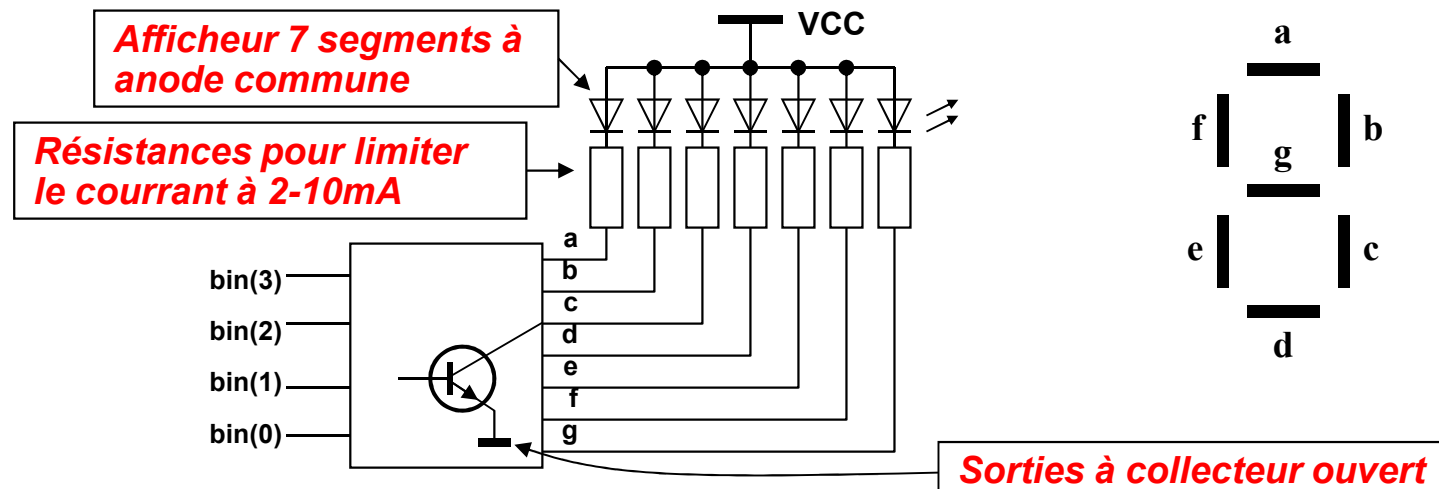 Afficheur 7 segments à
anode commune
VCC
Résistances pour limiter
le courrant à 2-10mA
a
b
c
d
e
f
g
bin(3)
bin(2)
bin(1)
bin(0)
Sorties à collecteur ouvert
a
f
b
g
e
c
d